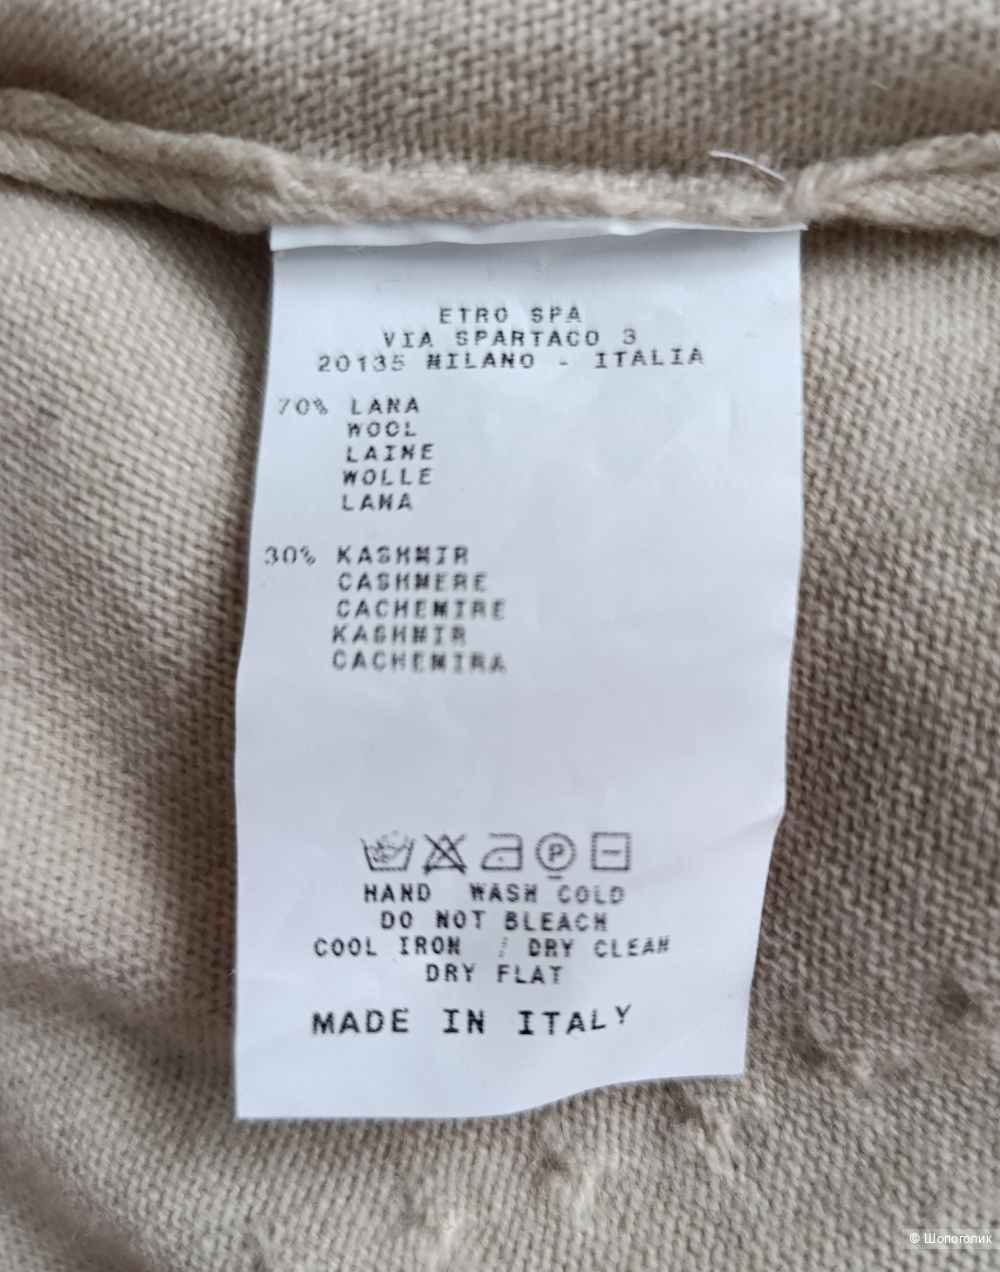 ETRO SPA
VIA SPARTACO 3
20135 MILANO - ITALIA
70% LANA
WOOL
LAINE
WOLLE
LANA
30% KASHMIR
CASHMERE
CACHEMIRE
KASHMIR
CACHEMIRA
P
HAND WASH COLD
DO NOT BLEACH
COOL IRON / DRY CLEAN
DRY FLAT
MADE IN ITALY
© Шопоголик